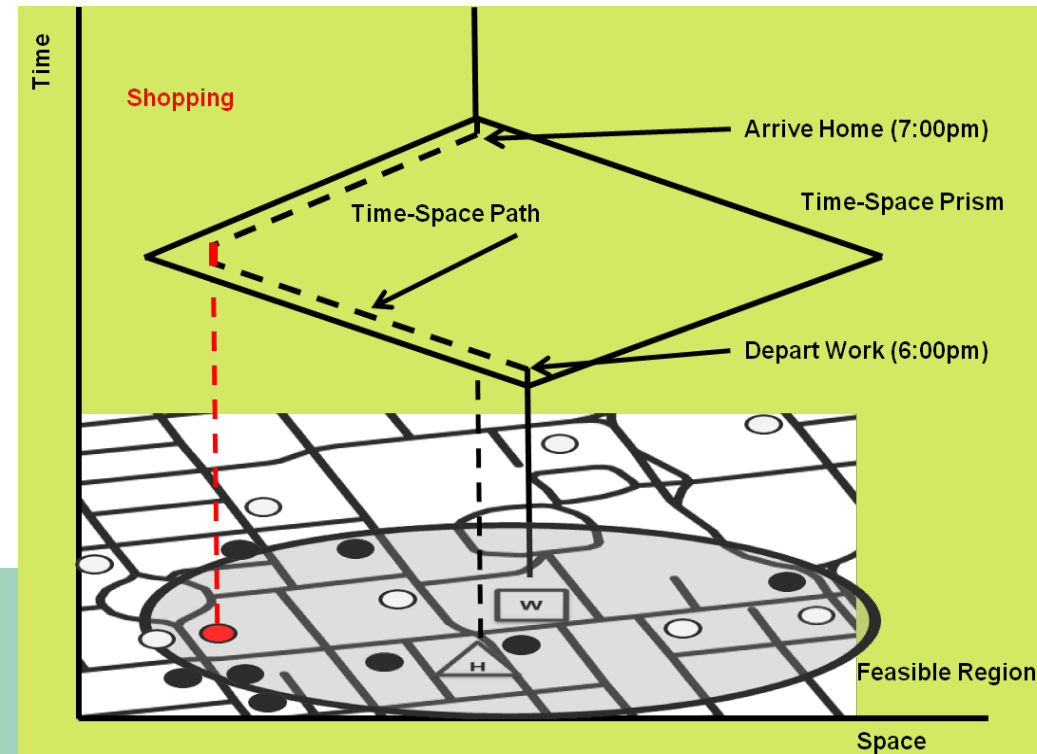 Time
Shopping
Arrive Home (7:00pm)
Time-Space Path
Time-Space Prism
Depart Work (6:00pm)
W
H
Feasible Region
Space